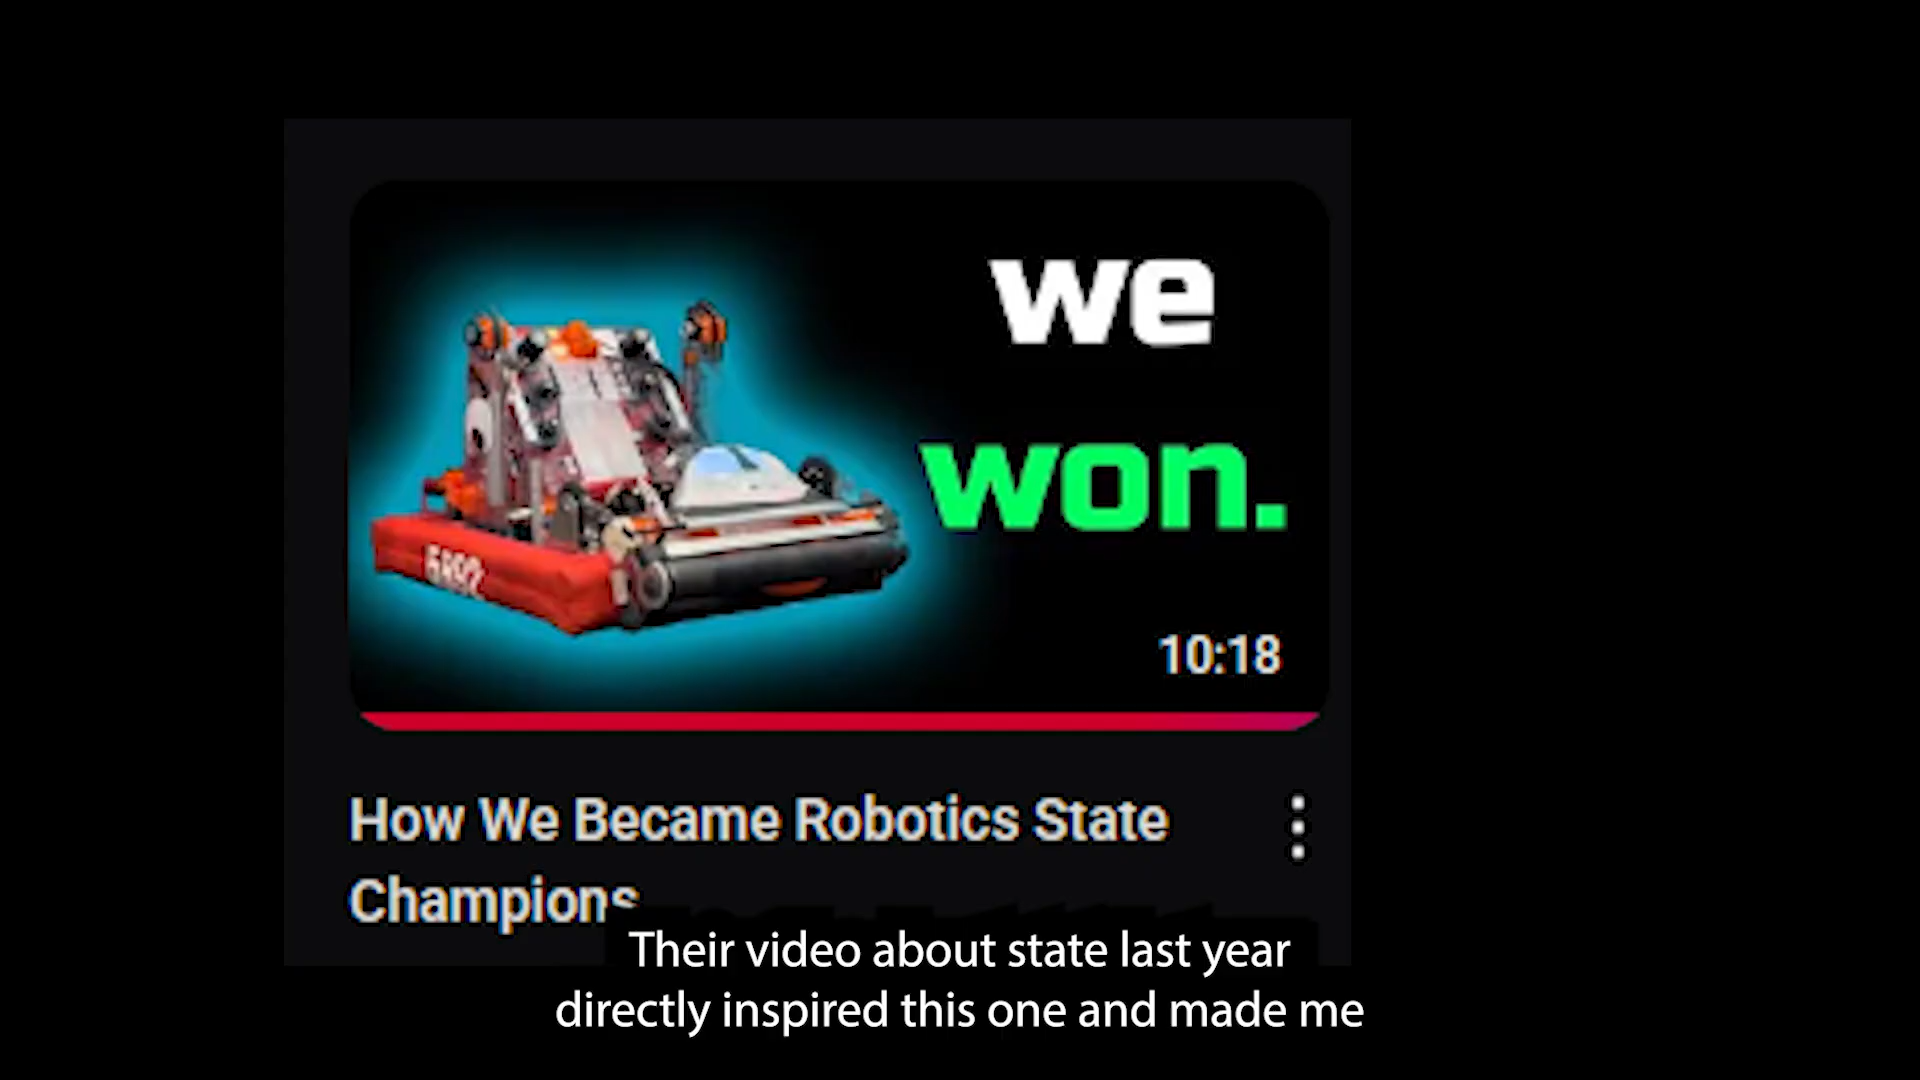 we
won.
10:18
How We Became Robotics State
Champions
Their video about state last year
directly inspired this one and made me